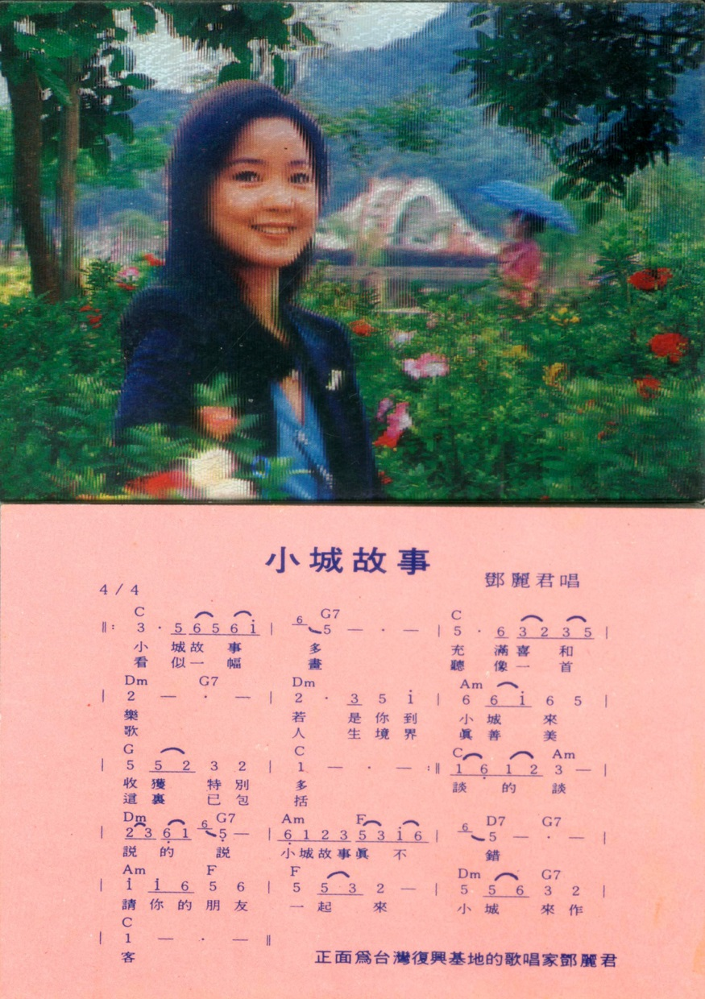 小城故事
鄧麗君唱
4/4
C G7 C
‖: 3 · 5 6 5 6 i | 6 5 — · — | 5 · 6 3 2 3 5 |
小 城故 事 多 充 滿喜 和
看 似一 幅 畫 聽 像一 首
Dm G7 Dm Am
| 2 — · — | 2 · 3 5 i | 6 6 i 6 5 |
樂 若 是你到 小城 來
歌 人 生境界 眞善 美
G C C Am
| 5 5 2 3 2 | 1 — · — :‖ 1 6 1 2 3 — |
收獲 特別 多 談 的 談
這裏 已包 括
Dm G7 Am F D7 G7
| 2 3 6 1 6 5 — | 6 1 2 3 5 3 i 6 | 6 5 — · — |
説 的 説 小城故事眞 不 錯
Am F F Dm G7
| i i 6 5 6 | 5 5 3 2 — | 5 5 6 3 2 |
請你的朋友 一起 來 小城 來作
C
| 1 — · — ‖
客
正面爲台灣復興基地的歌唱家鄧麗君